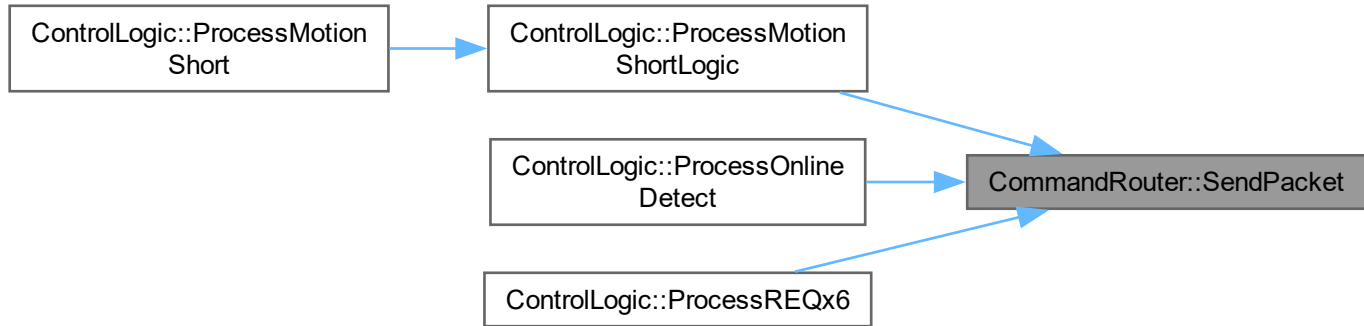 ControlLogic::ProcessMotion
Short
ControlLogic::ProcessMotion
ShortLogic
ControlLogic::ProcessOnline
Detect
ControlLogic::ProcessREQx6
CommandRouter::SendPacket